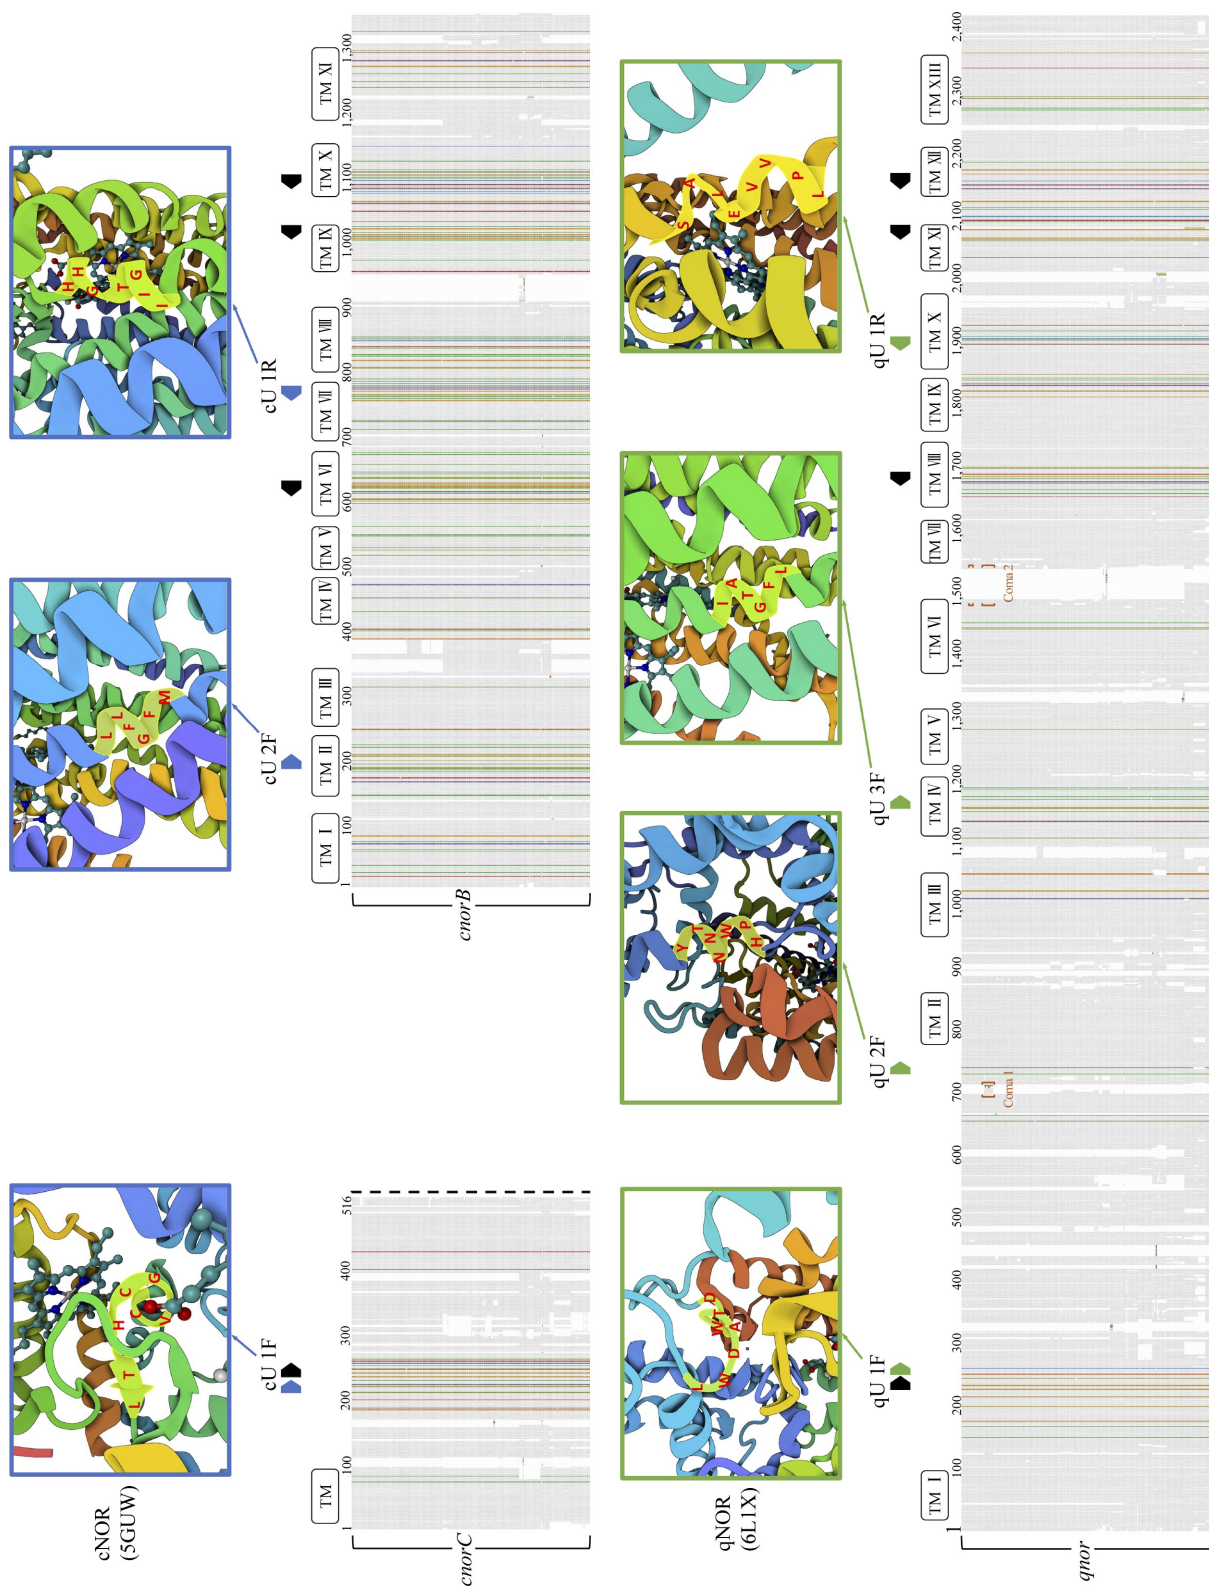 cNOR
(5GUW)
L T H C C V G
L L F G F M
H H G T G I I
cU 1F
cU 2F
cU 1R
TM
TM I
TM II
TM III
TM IV
TM V
TM VI
TM VII
TM VIII
TM IX
TM X
TM XI
1 100 200 300 400 516
1 100 200 300 400 500 600 700 800 900 1,000 1,100 1,200 1,300
cnorC
cnorB
qNOR
(6L1X)
L W D A W T D
Y T N N W P H
I A T G F L
S A L E V V P L
qU 1F
qU 2F
qU 3F
qU 1R
TM I
TM II
TM III
TM IV
TM V
TM VI
TM VII
TM VIII
TM IX
TM X
TM XI
TM XII
TM XIII
1 100 200 300 400 500 600 700 800 900 1,000 1,100 1,200 1,300 1,400 1,500 1,600 1,700 1,800 1,900 2,000 2,100 2,200 2,300 2,400
Coma 1
Coma 2
qnor